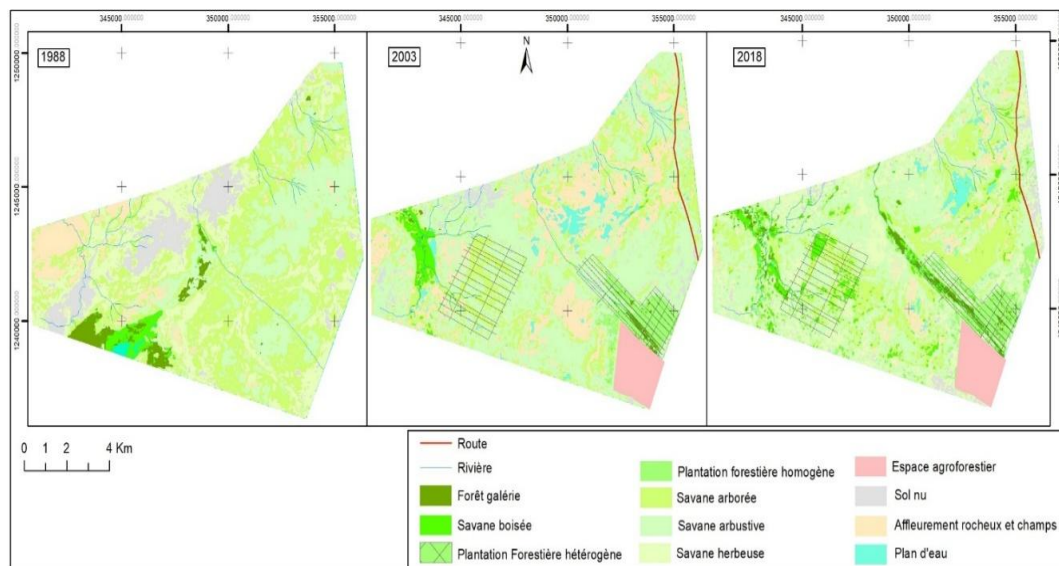 345000.000000 350000.000000 355000.000000 345000.000000 350000.000000 355000.000000 345000.000000 350000.000000 355000.000000
1988
2003
N
2018
1250000
1245000.000000
1240000.000000
0 1 2 4 Km
Route
Rivière
Forêt galérie
Savane boisée
Plantation Forestière hétérogène
Plantation forestière homogène
Savane arborée
Savane arbustive
Savane herbeuse
Espace agroforestier
Sol nu
Affleurement rocheux et champs
Plan d'eau